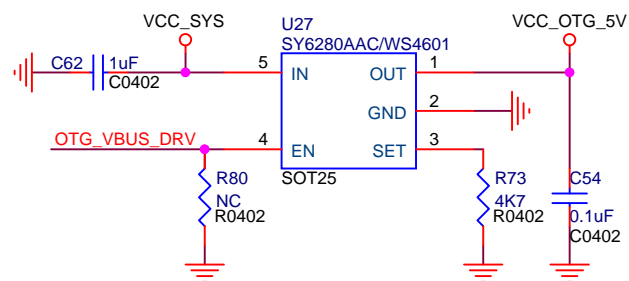 VCC_SYS
U27
SY6280AAC/WS4601
VCC_OTG_5V
C62
1uF
C0402
5
IN
OUT
1
GND
2
OTG_VBUS_DRV
4
EN
SET
3
SOT25
R80
NC
R0402
R73
4K7
R0402
C54
0.1uF
C0402